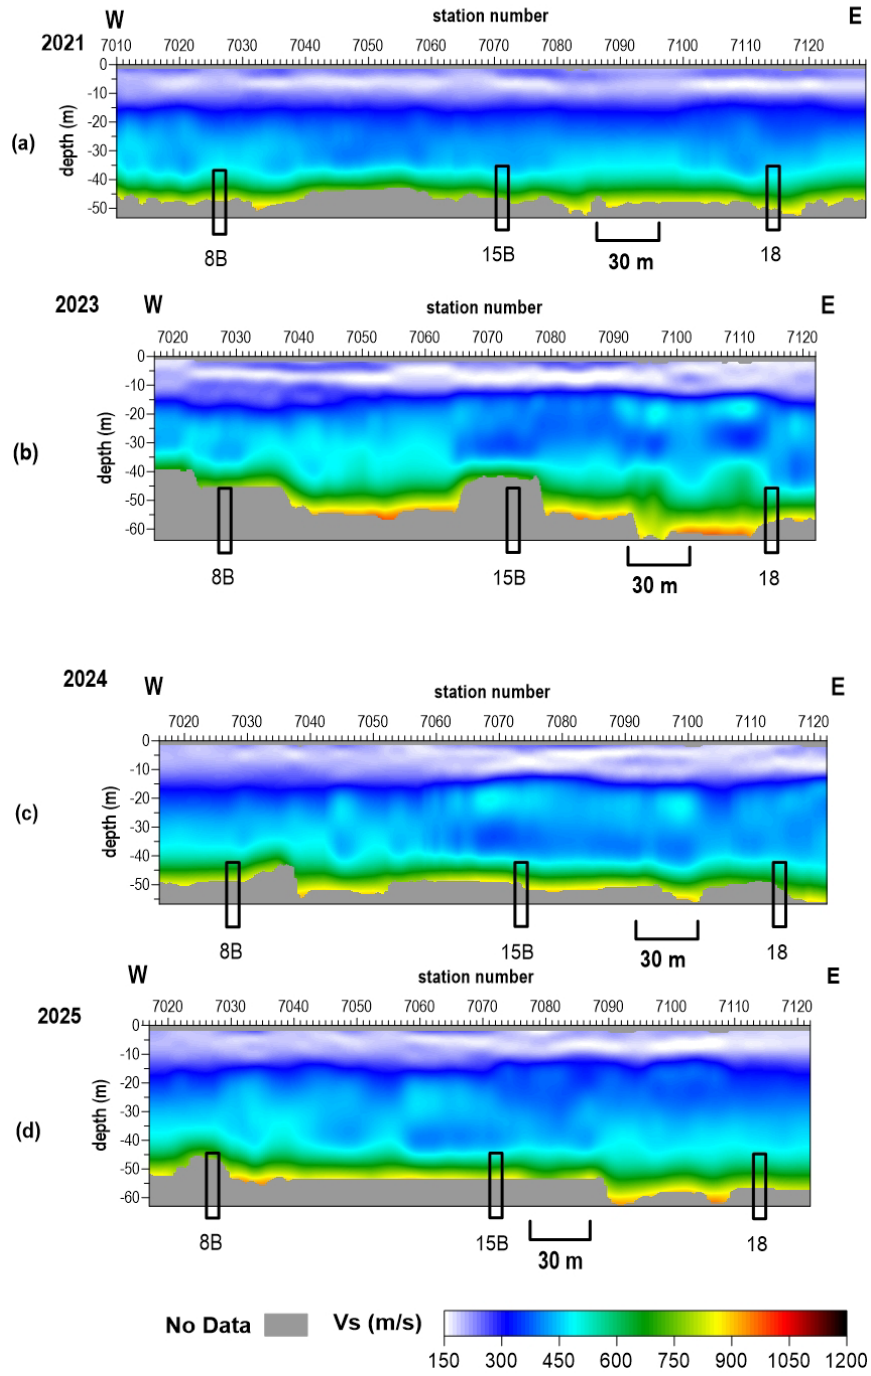 W station number E
2021 7010 7020 7030 7040 7050 7060 7070 7080 7090 7100 7110 7120
0
-10
-20
-30
-40
-50
depth (m)
(a)
8B 15B 18
30 m
2023 W station number E
7020 7030 7040 7050 7060 7070 7080 7090 7100 7110 7120
0
-10
-20
-30
-40
-50
-60
depth (m)
(b)
8B 15B 18
30 m
2024 W station number E
7020 7030 7040 7050 7060 7070 7080 7090 7100 7110 7120
0
-10
-20
-30
-40
-50
depth (m)
(c)
8B 15B 18
30 m
W station number E
2025 7020 7030 7040 7050 7060 7070 7080 7090 7100 7110 7120
0
-10
-20
-30
-40
-50
-60
depth (m)
(d)
8B 15B 18
30 m
No Data Vs (m/s)
150 300 450 600 750 900 1050 1200